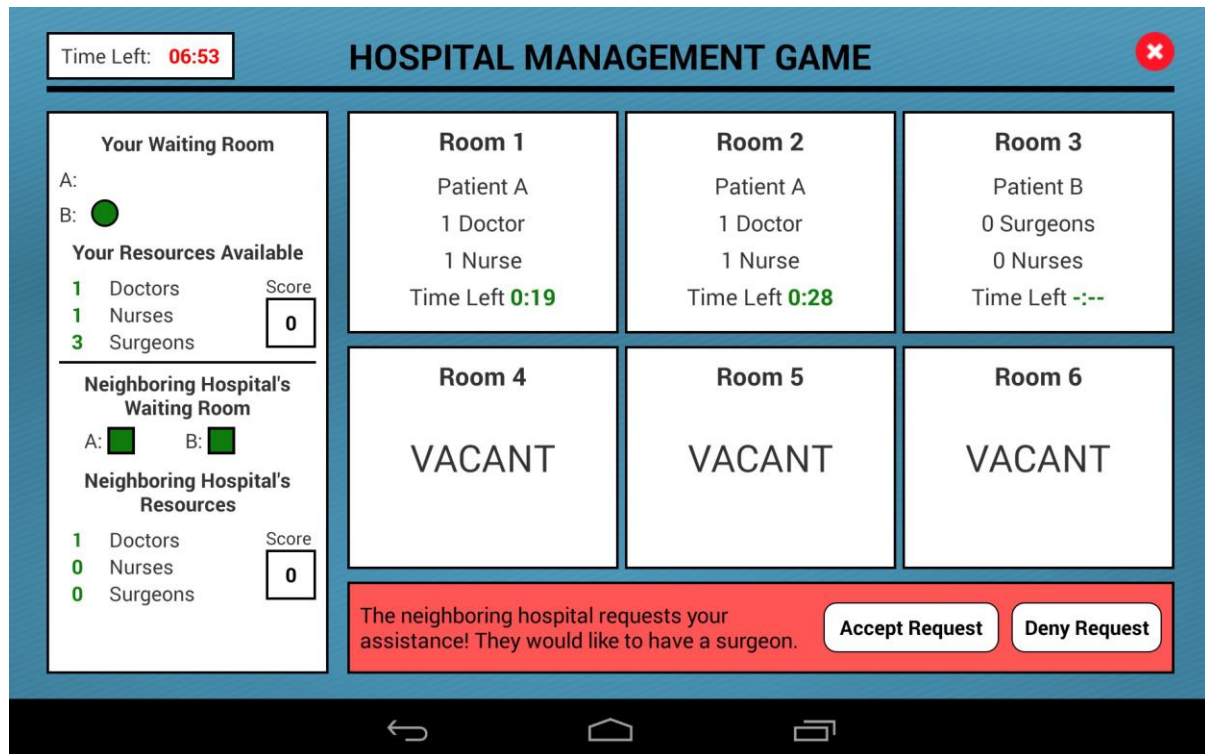 Time Left: 06:53
HOSPITAL MANAGEMENT GAME
Your Waiting Room
A:
B:
Your Resources Available
1 Doctors
1 Nurses
3 Surgeons
Score
0
Neighboring Hospital's
Waiting Room
A: B:
Neighboring Hospital's
Resources
1 Doctors
0 Nurses
0 Surgeons
Score
0
Room 1
Patient A
1 Doctor
1 Nurse
Time Left 0:19
Room 2
Patient A
1 Doctor
1 Nurse
Time Left 0:28
Room 3
Patient B
0 Surgeons
0 Nurses
Time Left -:--
Room 4
VACANT
Room 5
VACANT
Room 6
VACANT
The neighboring hospital requests your
assistance! They would like to have a surgeon.
Accept Request
Deny Request